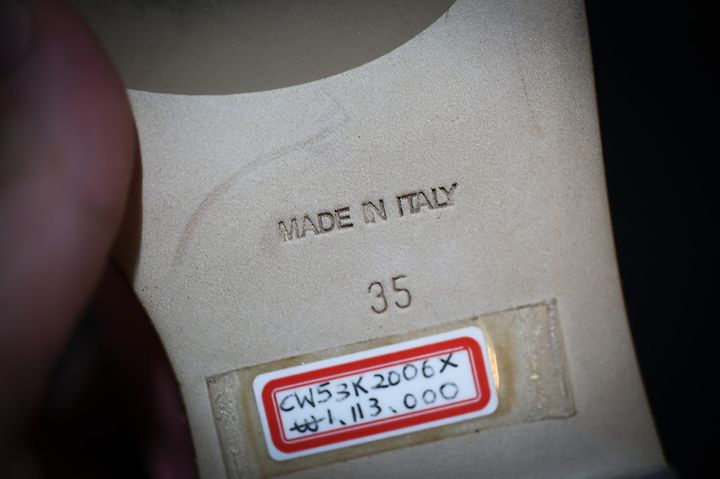 MADE IN ITALY
35
CW53K2006X
₩1,113.000